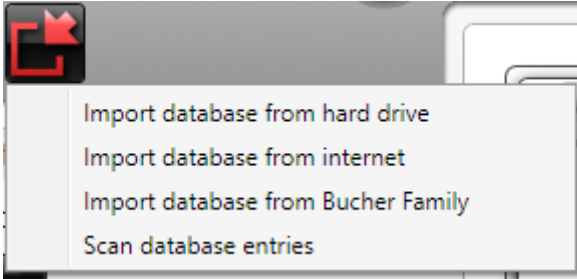 Import database from hard drive
Import database from internet
Import database from Bucher Family
Scan database entries